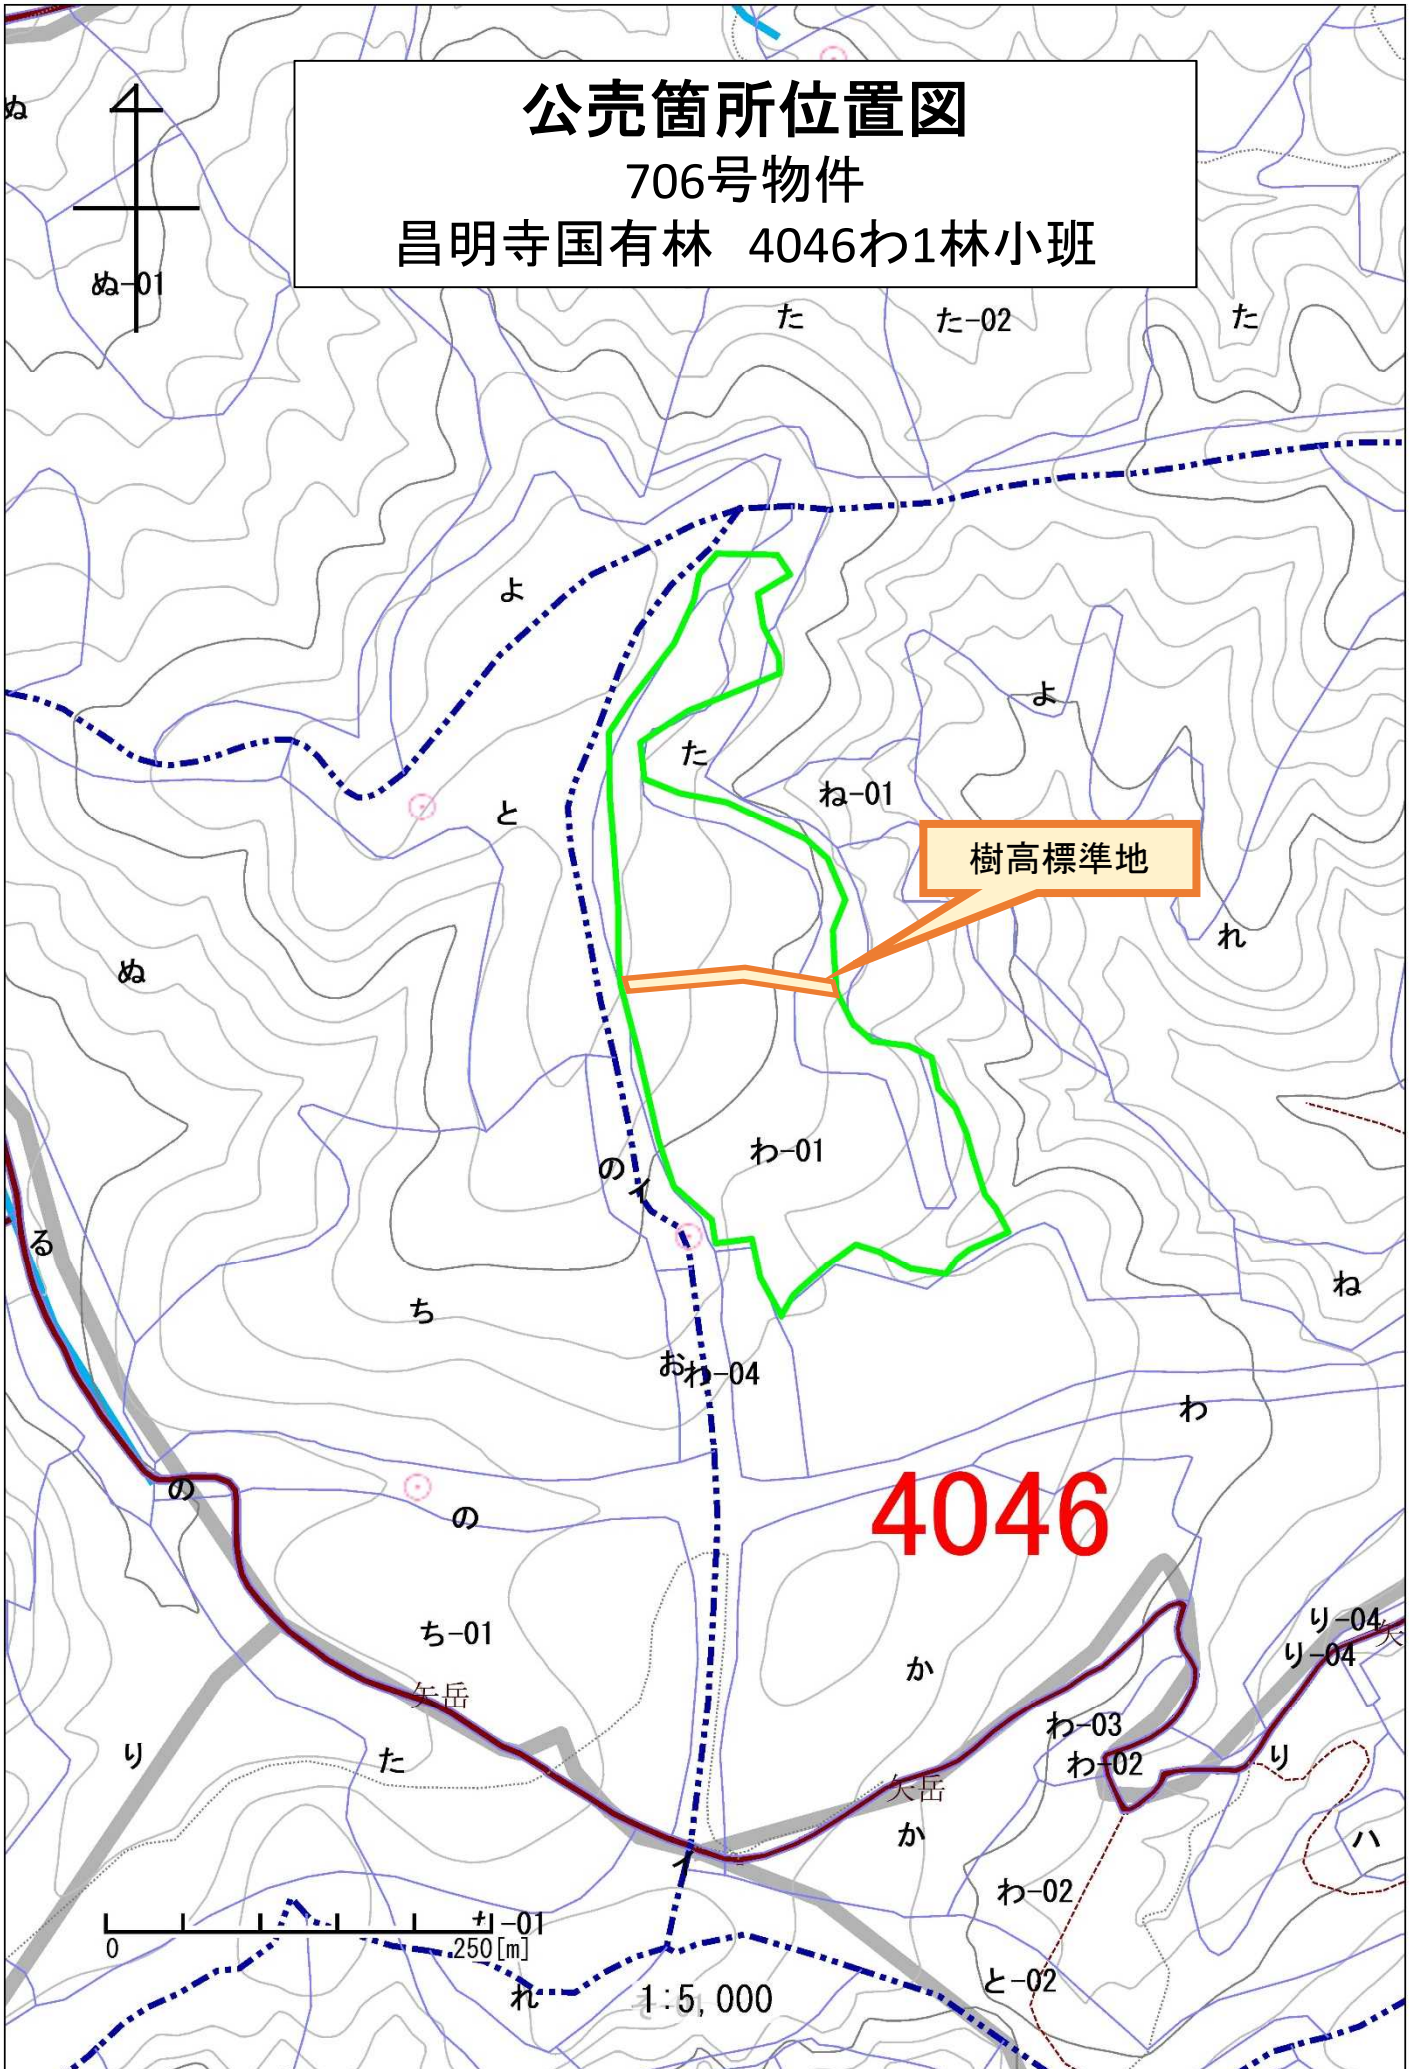 公売箇所位置図
706号物件
昌明寺国有林　4046わ1林小班
ぬ
ぬ-01
た
た-02
た
よ
よ
た
ね-01
と
樹高標準地
れ
ぬ
わ-01
の
イ
る
ね
ち
お
わ-04
わ
4046
の
の
ち-01
り-04
矢
り-04
か
矢岳
わ-03
り
た
わ-02
り
矢岳
か
ハ
イ
わ-02
-01
0
250[m]
と-02
れ
1:5,000